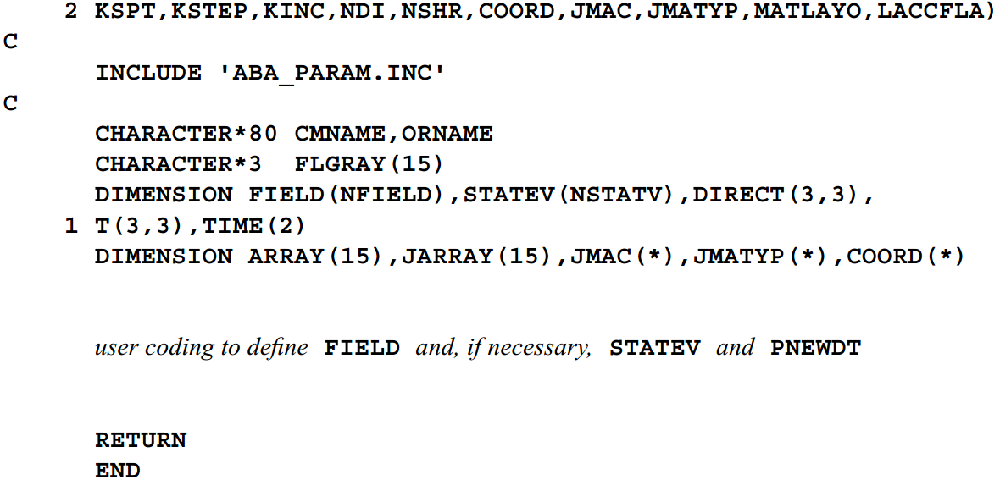 2 KSPT,KSTEP,KINC,NDI,NSHR,COORD,JMAC,JMATYP,MATLAYO,LACCFLA)
C
INCLUDE 'ABA_PARAM.INC'
C
CHARACTER*80 CMNAME,ORNAME
CHARACTER*3 FLGRAY(15)
DIMENSION FIELD(NFIELD),STATEV(NSTATV),DIRECT(3,3),
1 T(3,3),TIME(2)
DIMENSION ARRAY(15),JARRAY(15),JMAC(*),JMATYP(*),COORD(*)
user coding to define FIELD and, if necessary, STATEV and PNEWDT
RETURN
END